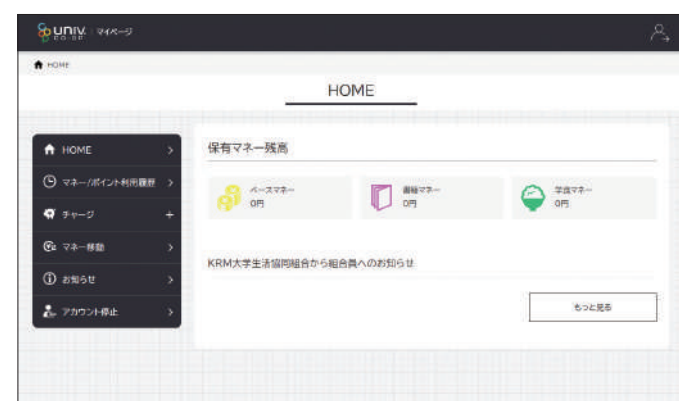 UNIV.
CO-OP
マイページ
HOME
HOME
HOME
マネー/ポイント利用履歴
チャージ
マネー移動
お知らせ
アカウント停止
保有マネー残高
ベースマネー
0円
書籍マネー
0円
学食マネー
0円
KRM大学生活協同組合から組合員へのお知らせ
もっと見る